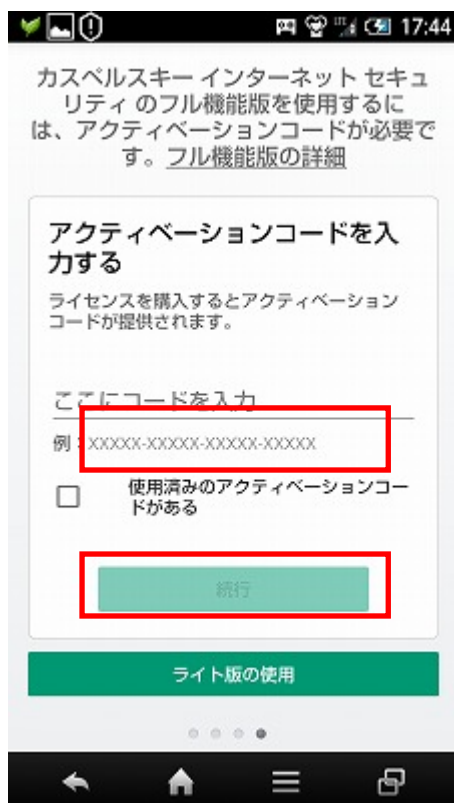 17:44
カスペルスキー インターネット セキュ
リティ のフル機能版を使用するに
は、アクティベーションコードが必要で
す。フル機能版の詳細
アクティベーションコードを入
力する
ライセンスを購入するとアクティベーション
コードが提供されます。
ここにコードを入力
例：XXXXX-XXXXX-XXXXX-XXXXX
使用済みのアクティベーションコー
ドがある
続行
ライト版の使用